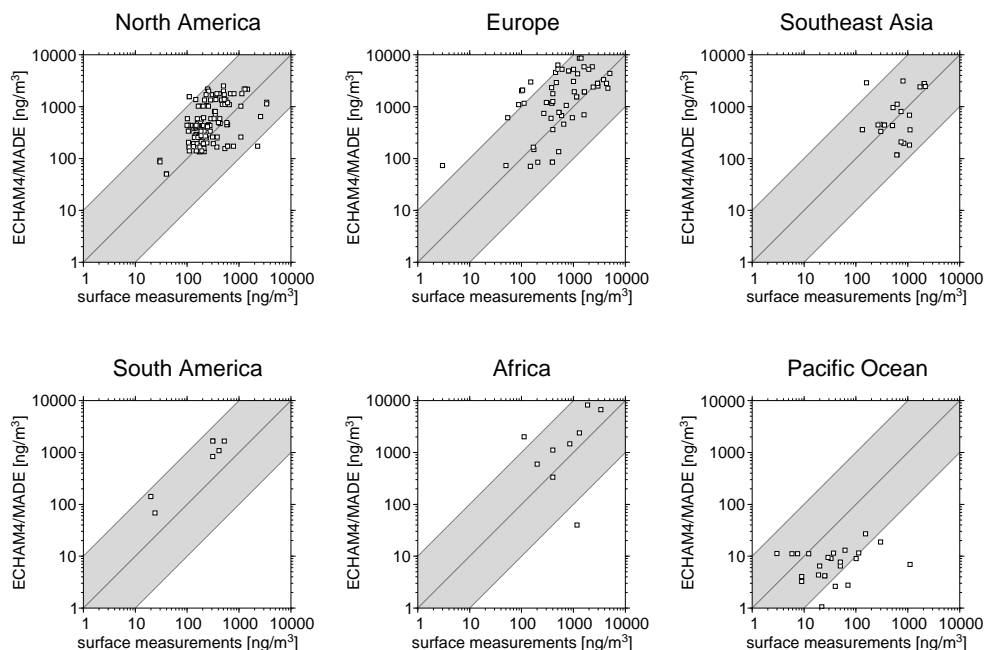 North America
10000
1000
100
10
1
ECHAM4/MADE [ng/m³]
1 10 100 1000 10000
surface measurements [ng/m³]
Europe
10000
1000
100
10
1
ECHAM4/MADE [ng/m³]
1 10 100 1000 10000
surface measurements [ng/m³]
Southeast Asia
10000
1000
100
10
1
ECHAM4/MADE [ng/m³]
1 10 100 1000 10000
surface measurements [ng/m³]
South America
10000
1000
100
10
1
ECHAM4/MADE [ng/m³]
1 10 100 1000 10000
surface measurements [ng/m³]
Africa
10000
1000
100
10
1
ECHAM4/MADE [ng/m³]
1 10 100 1000 10000
surface measurements [ng/m³]
Pacific Ocean
10000
1000
100
10
1
ECHAM4/MADE [ng/m³]
1 10 100 1000 10000
surface measurements [ng/m³]